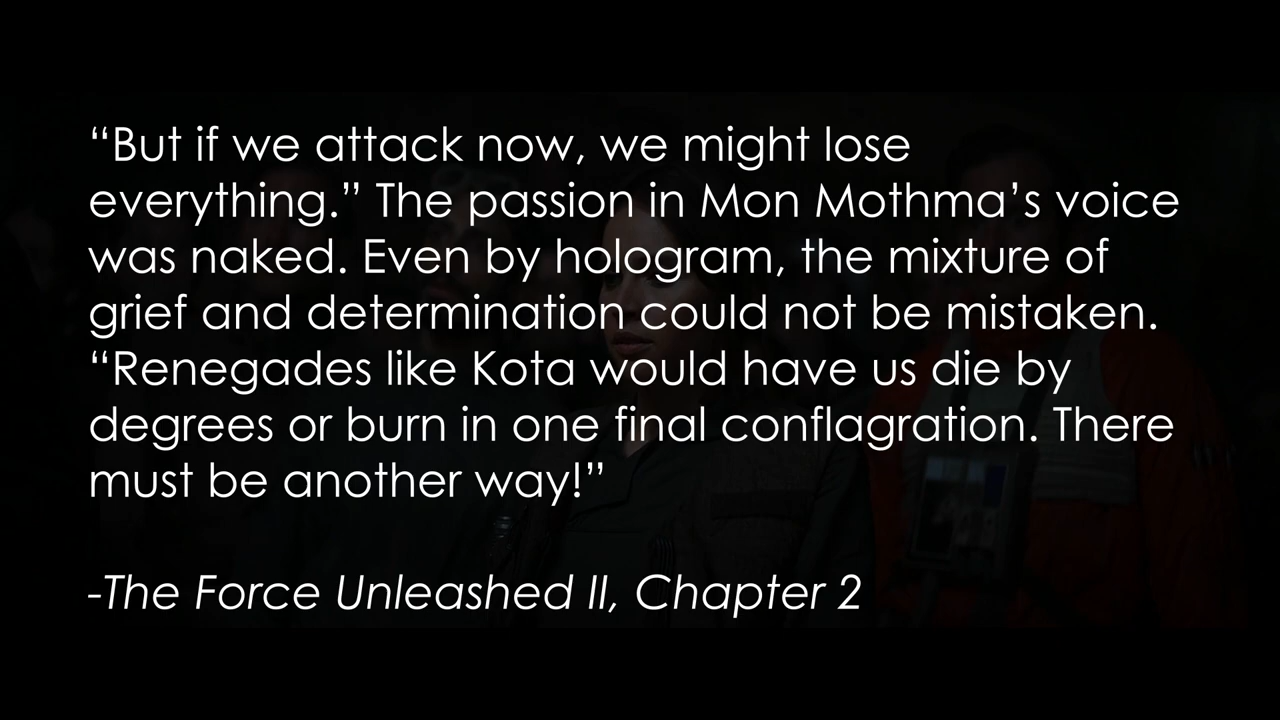 “But if we attack now, we might lose
everything.” The passion in Mon Mothma’s voice
was naked. Even by hologram, the mixture of
grief and determination could not be mistaken.
“Renegades like Kota would have us die by
degrees or burn in one final conflagration. There
must be another way!”
-The Force Unleashed II, Chapter 2